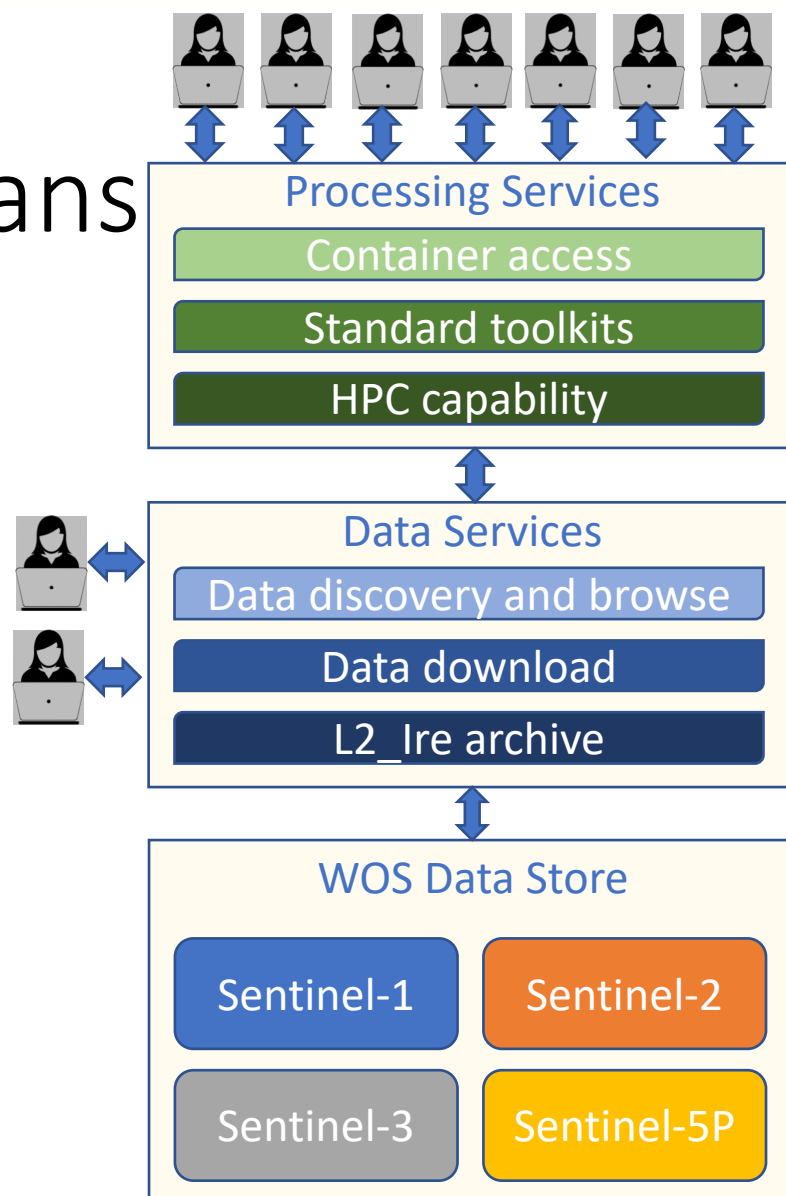 ans
Processing Services
Container access
Standard toolkits
HPC capability
Data Services
Data discovery and browse
Data download
L2_Ire archive
WOS Data Store
Sentinel-1
Sentinel-2
Sentinel-3
Sentinel-5P